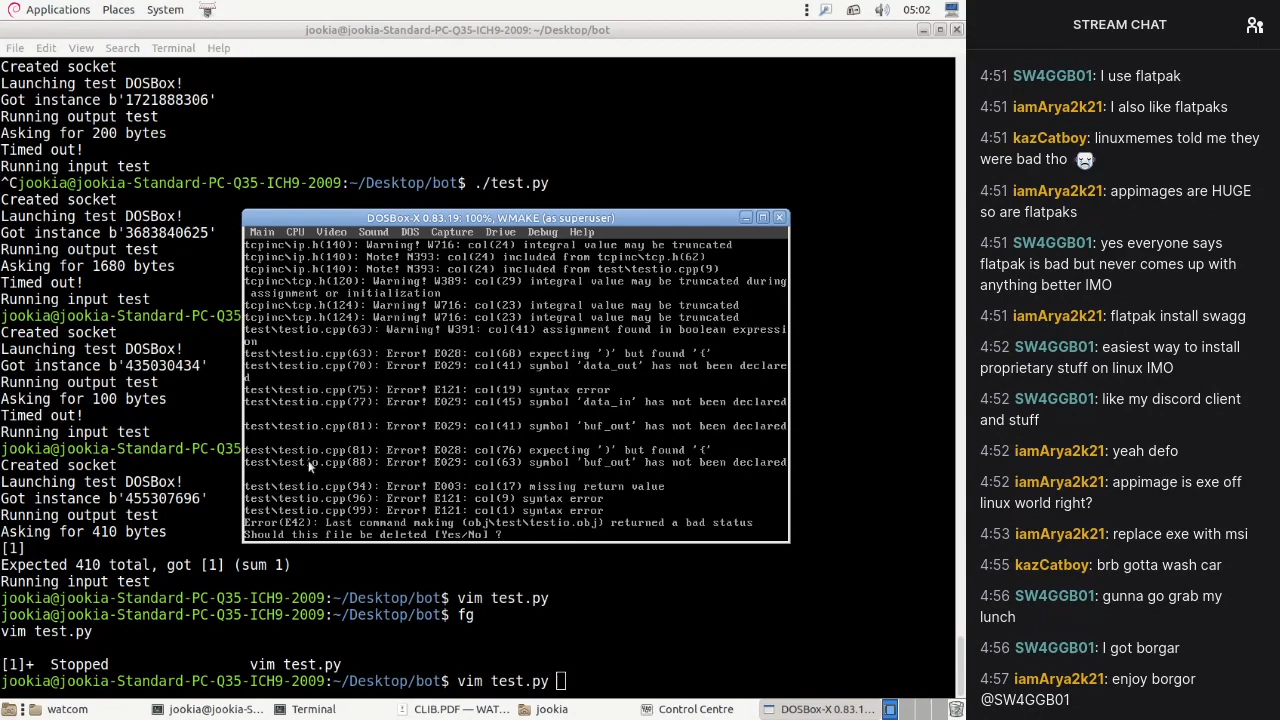 Applications Places System
05:02
jookia@jookia-Standard-PC-Q35-ICH9-2009: ~/Desktop/bot
File Edit View Search Terminal Help
Created socket
Launching test DOSBox!
Got instance b'1721888306'
Running output test
Asking for 200 bytes
Timed out!
Running input test
^Cjookia@jookia-Standard-PC-Q35-ICH9-2009:~/Desktop/bot$ ./test.py
Created socket
Launching test DOSBox!
Got instance b'3683840625'
Running output test
Asking for 1680 bytes
Timed out!
Running input test
jookia@jookia-Standard-PC-Q35
Created socket
Launching test DOSBox!
Got instance b'435030434'
Running output test
Asking for 100 bytes
Timed out!
Running input test
jookia@jookia-Standard-PC-Q35
Created socket
Launching test DOSBox!
Got instance b'455307696'
Running output test
Asking for 410 bytes
[1]
Expected 410 total, got [1] (sum 1)
Running input test
jookia@jookia-Standard-PC-Q35-ICH9-2009:~/Desktop/bot$ vim test.py
jookia@jookia-Standard-PC-Q35-ICH9-2009:~/Desktop/bot$ fg
vim test.py
[1]+ Stopped vim test.py
jookia@jookia-Standard-PC-Q35-ICH9-2009:~/Desktop/bot$ vim test.py
DOSBox-X 0.83.19: 100%, WMAKE (as superuser)
Main CPU Video Sound DOS Capture Drive Debug Help
tcpinc\ip.h(140): Warning! W716: col(24) integral value may be truncated
tcpinc\ip.h(140): Note! N393: col(24) included from tcpinc\tcp.h(62)
tcpinc\ip.h(140): Note! N393: col(24) included from test\testio.cpp(9)
tcpinc\tcp.h(120): Warning! W389: col(29) integral value may be truncated during
assignment or initialization
tcpinc\tcp.h(124): Warning! W716: col(23) integral value may be truncated
tcpinc\tcp.h(124): Warning! W716: col(23) integral value may be truncated
test\testio.cpp(63): Warning! W391: col(41) assignment found in boolean expressi
on
test\testio.cpp(63): Error! E028: col(68) expecting ')' but found '{'
test\testio.cpp(70): Error! E029: col(41) symbol 'data_out' has not been declare
d
test\testio.cpp(75): Error! E121: col(19) syntax error
test\testio.cpp(77): Error! E029: col(45) symbol 'data_in' has not been declared
test\testio.cpp(81): Error! E029: col(41) symbol 'buf_out' has not been declared
test\testio.cpp(81): Error! E028: col(76) expecting ')' but found '{'
test\testio.cpp(88): Error! E029: col(63) symbol 'buf_out' has not been declared
test\testio.cpp(94): Error! E003: col(17) missing return value
test\testio.cpp(96): Error! E121: col(9) syntax error
test\testio.cpp(99): Error! E121: col(1) syntax error
Error(E42): Last command making (obj\test\testio.obj) returned a bad status
Should this file be deleted [Yes/No] ?
watcom jookia@jookia-S... Terminal CLIB.PDF — WAT... jookia Control Centre DOSBox-X 0.83.1...
STREAM CHAT
4:51 SW4GGB01: I use flatpak
4:51 iamArya2k21: I also like flatpaks
4:51 kazCatboy: linuxmemes told me they
were bad tho
4:51 iamArya2k21: appimages are HUGE
so are flatpaks
4:51 SW4GGB01: yes everyone says
flatpak is bad but never comes up with
anything better IMO
4:51 iamArya2k21: flatpak install swagg
4:52 SW4GGB01: easiest way to install
proprietary stuff on linux IMO
4:52 SW4GGB01: like my discord client
and stuff
4:52 iamArya2k21: yeah defo
4:52 iamArya2k21: appimage is exe off
linux world right?
4:53 iamArya2k21: replace exe with msi
4:55 kazCatboy: brb gotta wash car
4:56 SW4GGB01: gunna go grab my
lunch
4:56 SW4GGB01: I got borgar
4:57 iamArya2k21: enjoy borgor
@SW4GGB01